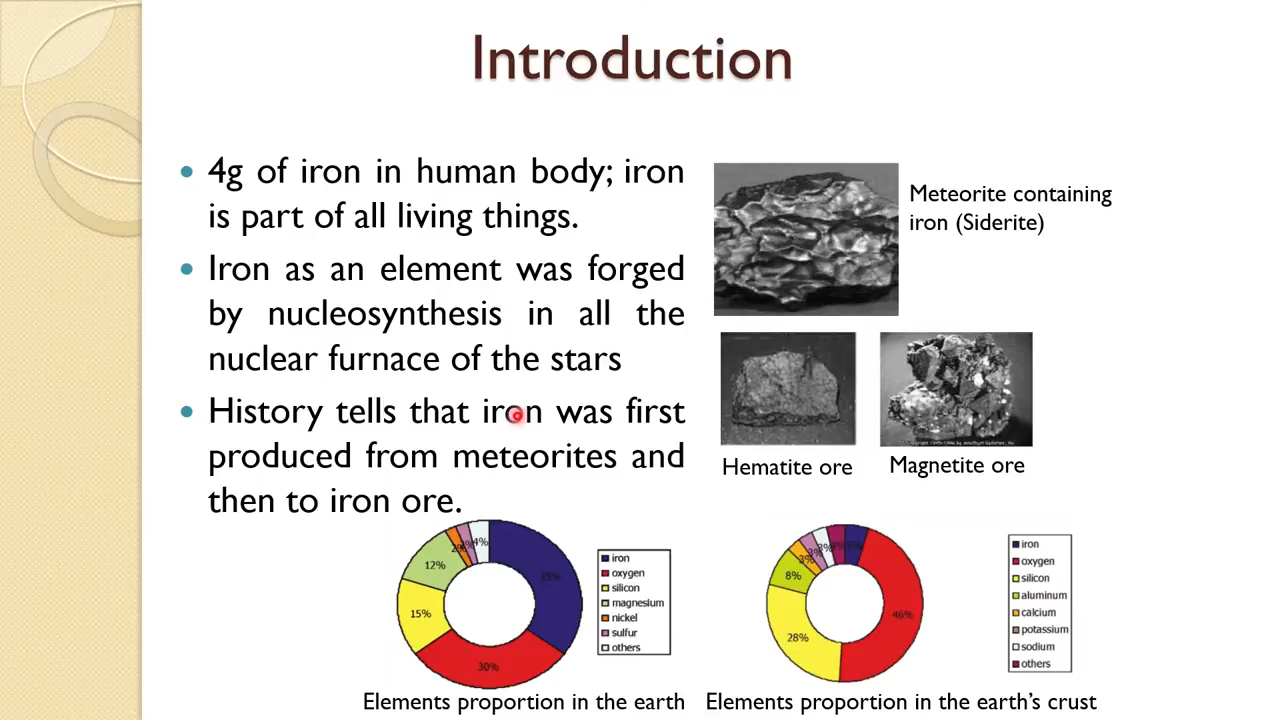 Introduction
• 4g of iron in human body; iron
is part of all living things.
• Iron as an element was forged
by nucleosynthesis in all the
nuclear furnace of the stars
• History tells that iron was first
produced from meteorites and
then to iron ore.
Meteorite containing
iron (Siderite)
Hematite ore
Magnetite ore
35%
30%
15%
12%
2%
4%
iron
oxygen
silicon
magnesium
nickel
sulfur
others
Elements proportion in the earth
46%
28%
8%
3%
iron
oxygen
silicon
aluminum
calcium
potassium
sodium
others
Elements proportion in the earth's crust